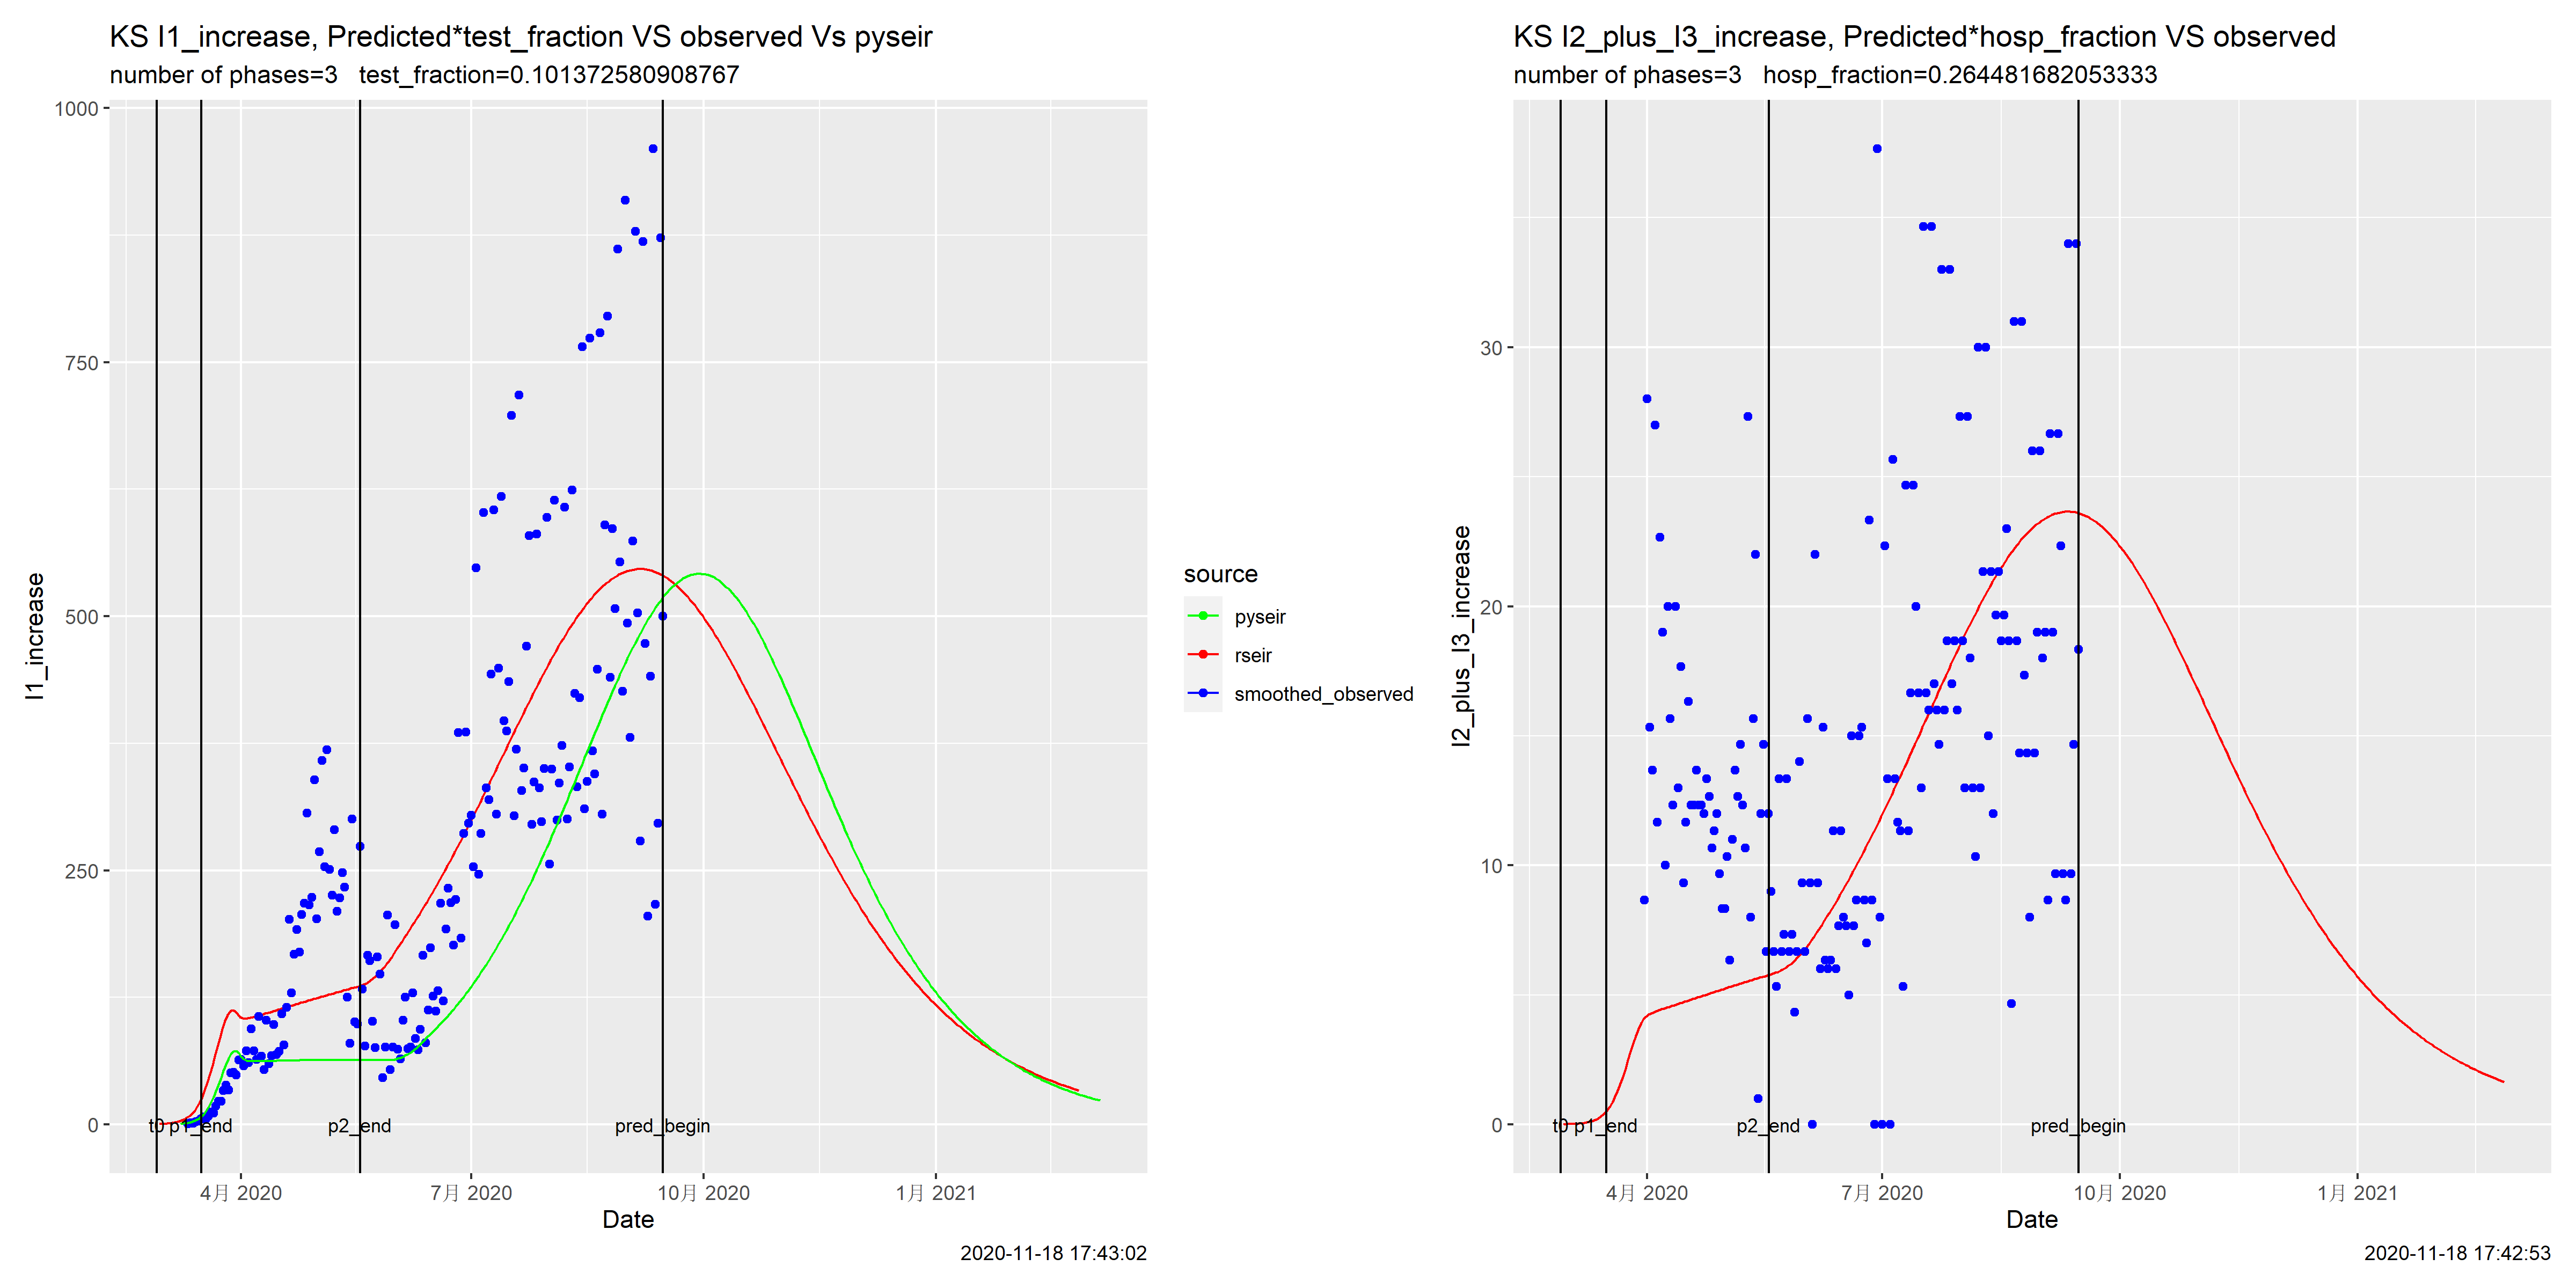 KS I1_increase, Predicted*test_fraction VS observed Vs pyseir
number of phases=3 test_fraction=0.101372580908767
1000
750
500
250
0
I1_increase
t0 p1_end
p2_end
pred_begin
4月 2020
7月 2020
10月 2020
1月 2021
Date
2020-11-18 17:43:02
source
pyseir
rseir
smoothed_observed
KS I2_plus_I3_increase, Predicted*hosp_fraction VS observed
number of phases=3 hosp_fraction=0.264481682053333
30
20
10
0
I2_plus_I3_increase
t0 p1_end
p2_end
pred_begin
4月 2020
7月 2020
10月 2020
1月 2021
Date
2020-11-18 17:42:53